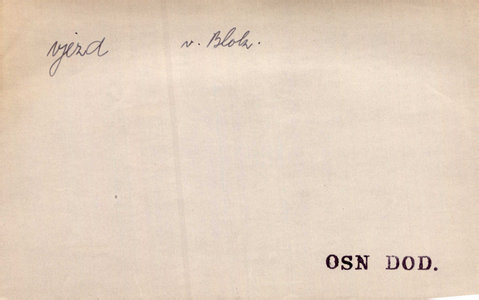 vjezd v. Blok.
OSN DOD.